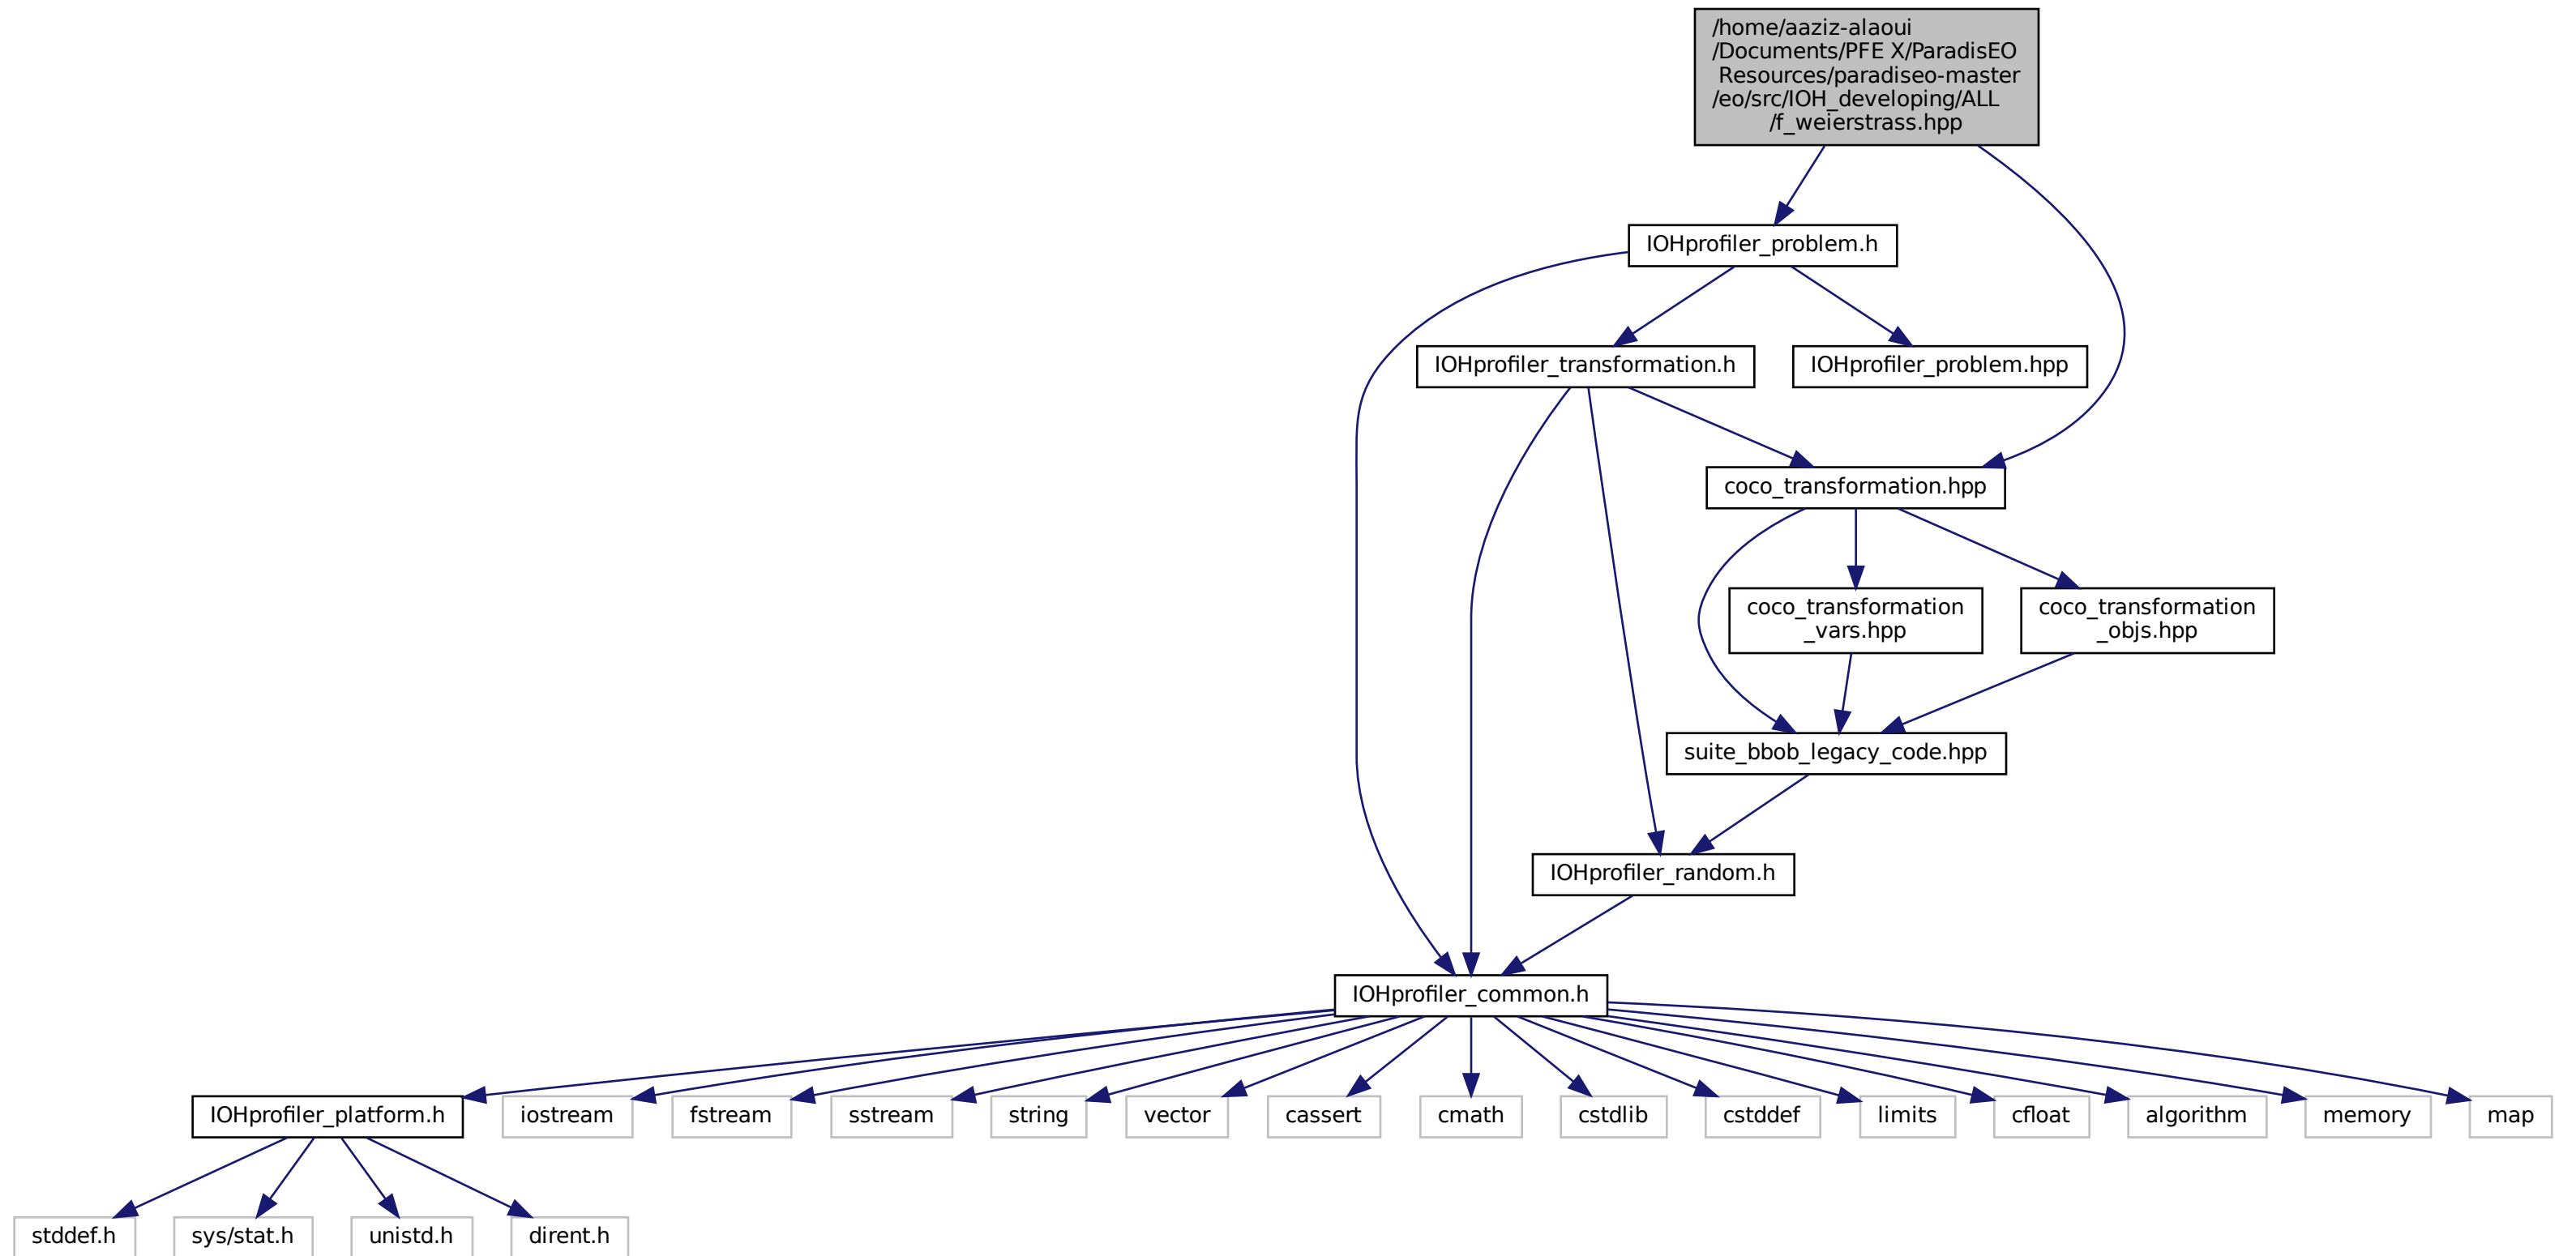 /home/aaziz-alaoui
/Documents/PFE X/ParadisEO
Resources/paradiseo-master
/eo/src/IOH_developing/ALL
/f_weierstrass.hpp
IOHprofiler_problem.h
IOHprofiler_transformation.h
IOHprofiler_problem.hpp
coco_transformation.hpp
coco_transformation
_vars.hpp
coco_transformation
_objs.hpp
suite_bbob_legacy_code.hpp
IOHprofiler_random.h
IOHprofiler_common.h
IOHprofiler_platform.h
iostream
fstream
sstream
string
vector
cassert
cmath
cstdlib
cstddef
limits
cfloat
algorithm
memory
map
stddef.h
sys/stat.h
unistd.h
dirent.h